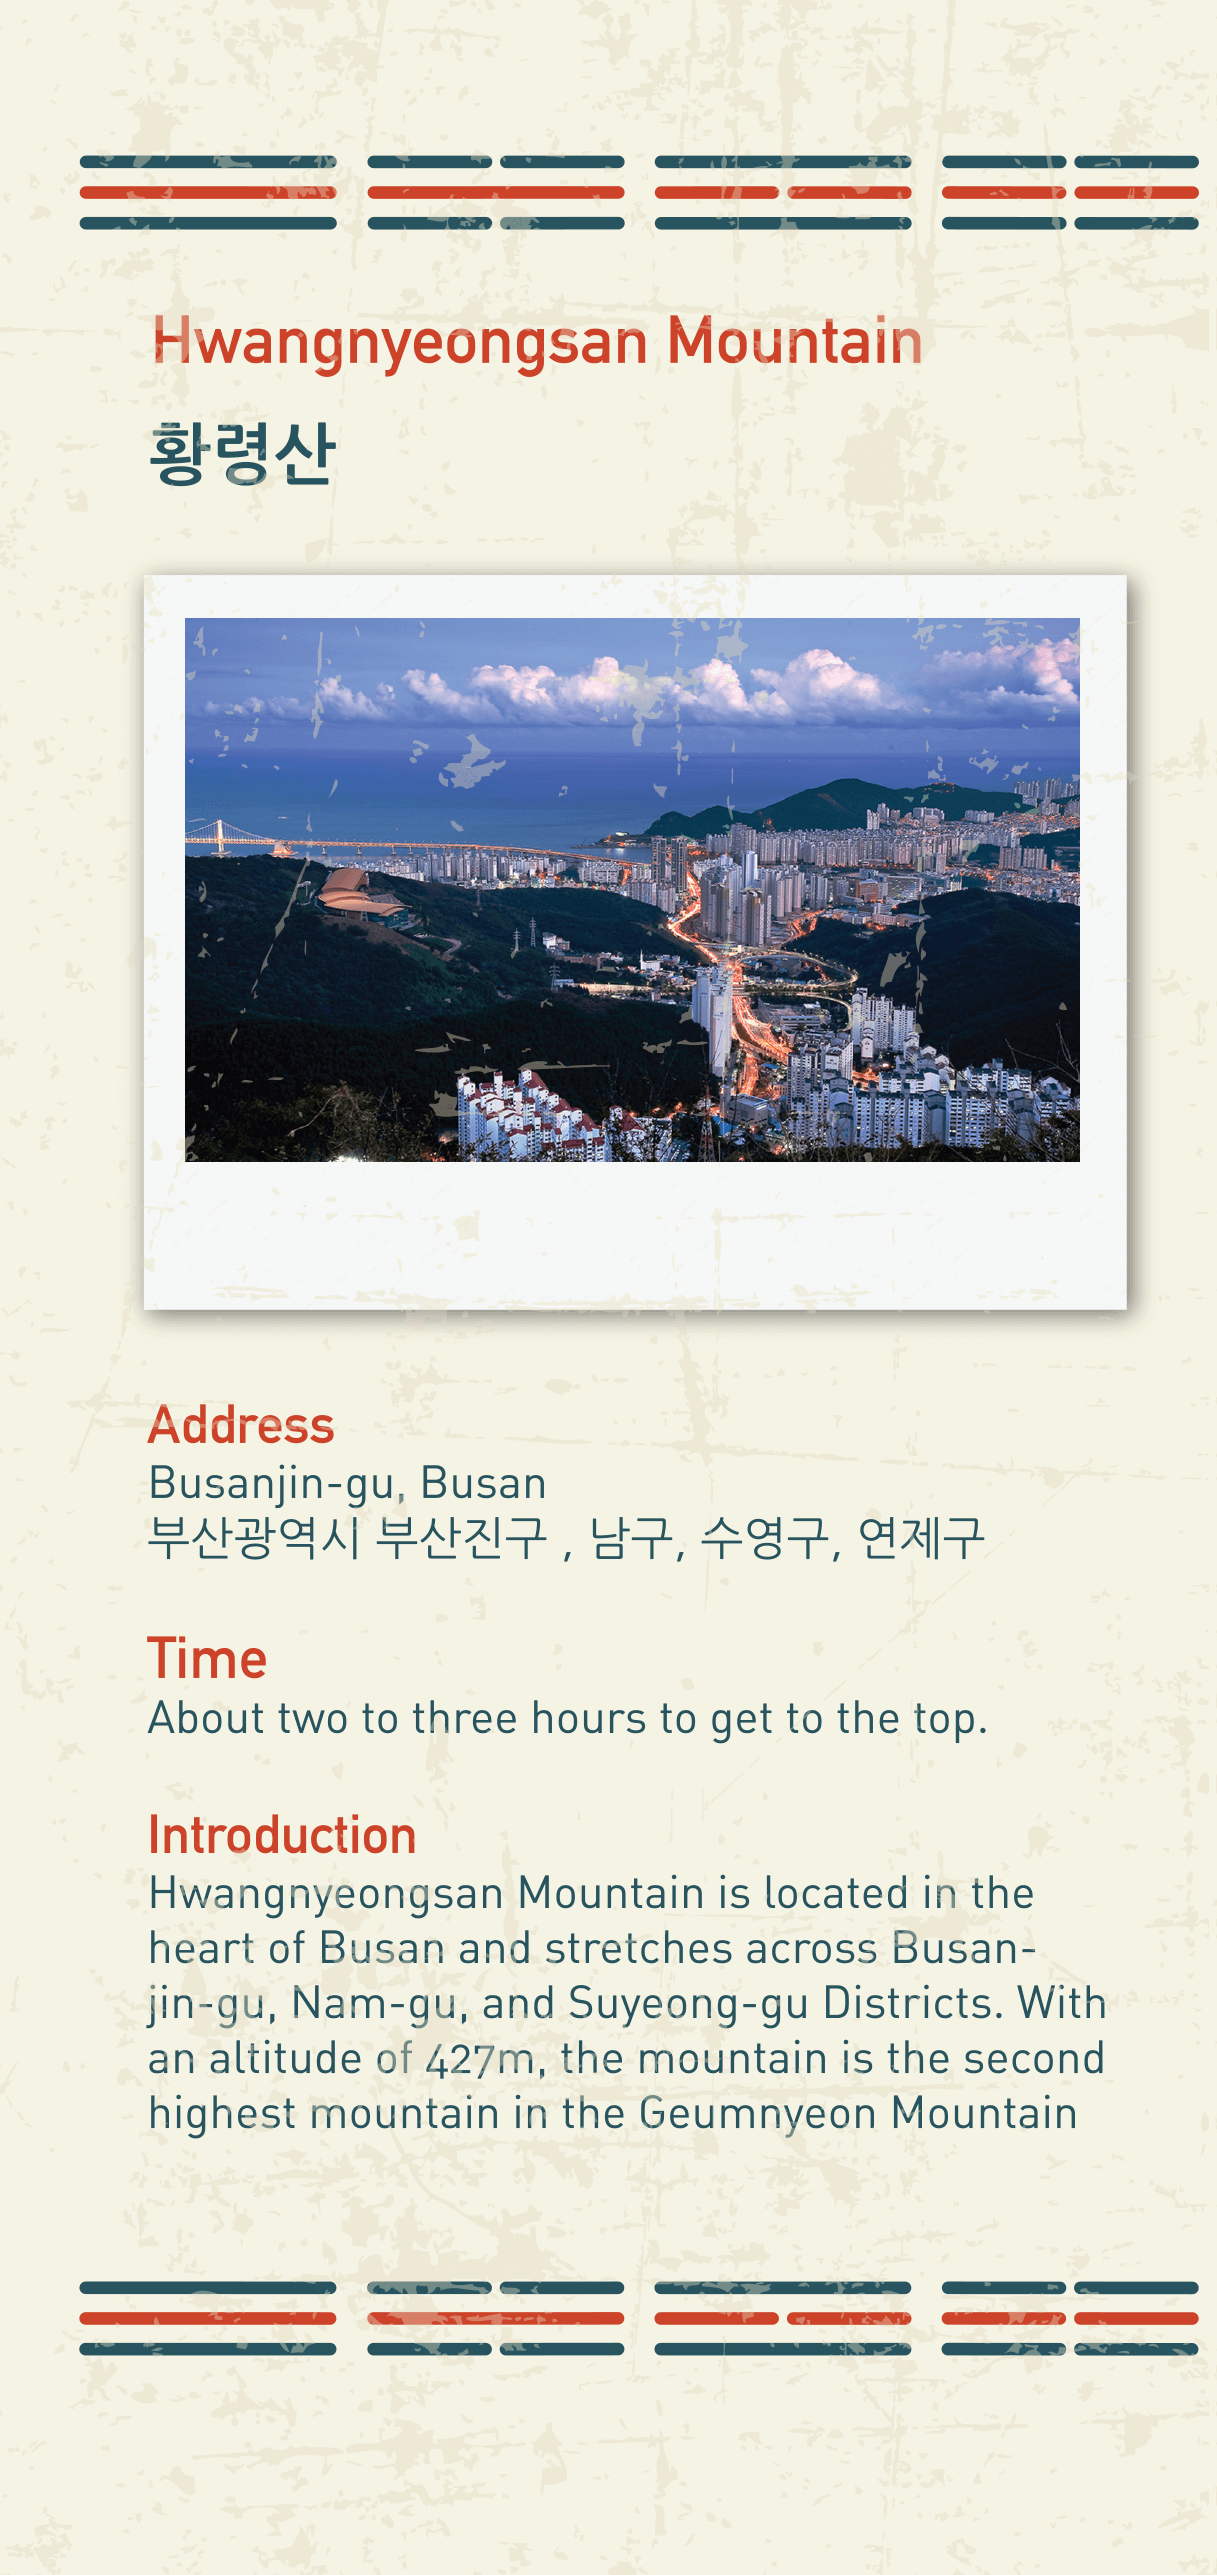 Hwangnyeongsan Mountain
황령산
Address
Busanjin-gu, Busan
부산광역시 부산진구 , 남구, 수영구, 연제구
Time
About two to three hours to get to the top.
Introduction
Hwangnyeongsan Mountain is located in the
heart of Busan and stretches across Busan-
jin-gu, Nam-gu, and Suyeong-gu Districts. With
an altitude of 427m, the mountain is the second
highest mountain in the Geumnyeon Mountain